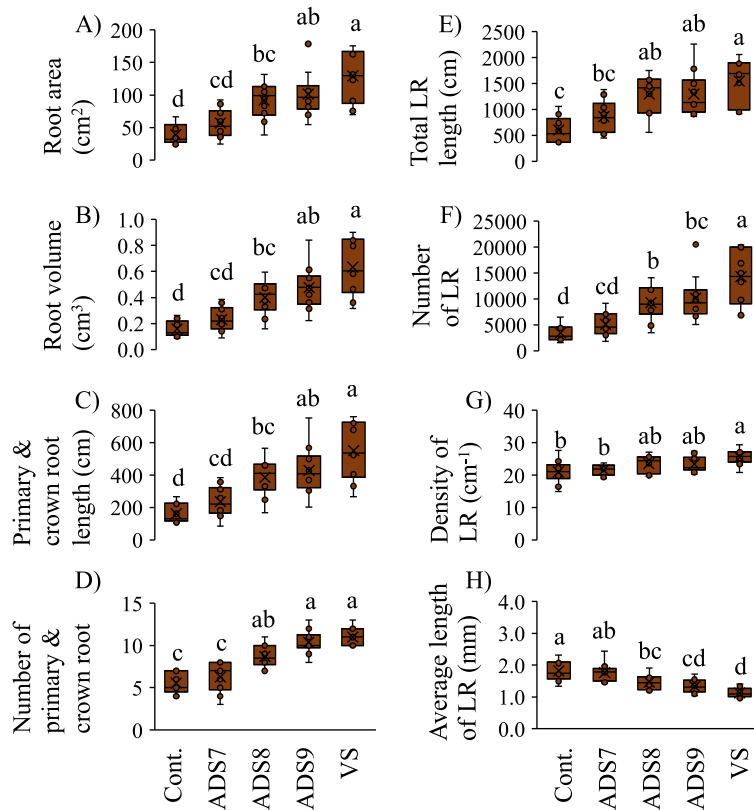 A)
Root area
(cm²)
200
150
100
50
0
d
cd
bc
ab
a
B)
Root volume
(cm³)
1.0
0.8
0.6
0.4
0.2
0.0
d
cd
bc
ab
a
C)
Primary &
crown root
length (cm)
800
600
400
200
0
d
cd
bc
ab
a
D)
Number of
primary &
crown root
15
10
5
0
c
c
ab
a
a
Cont.
ADS7
ADS8
ADS9
VS
E)
Total LR
length (cm)
2500
2000
1500
1000
500
0
c
bc
ab
ab
a
F)
Number
of LR
25000
20000
15000
10000
5000
0
d
cd
b
bc
a
G)
Density of
LR (cm⁻¹)
40
30
20
10
0
b
b
ab
ab
a
H)
Average length
of LR (mm)
4.0
3.0
2.0
1.0
0.0
a
ab
bc
cd
d
Cont.
ADS7
ADS8
ADS9
VS